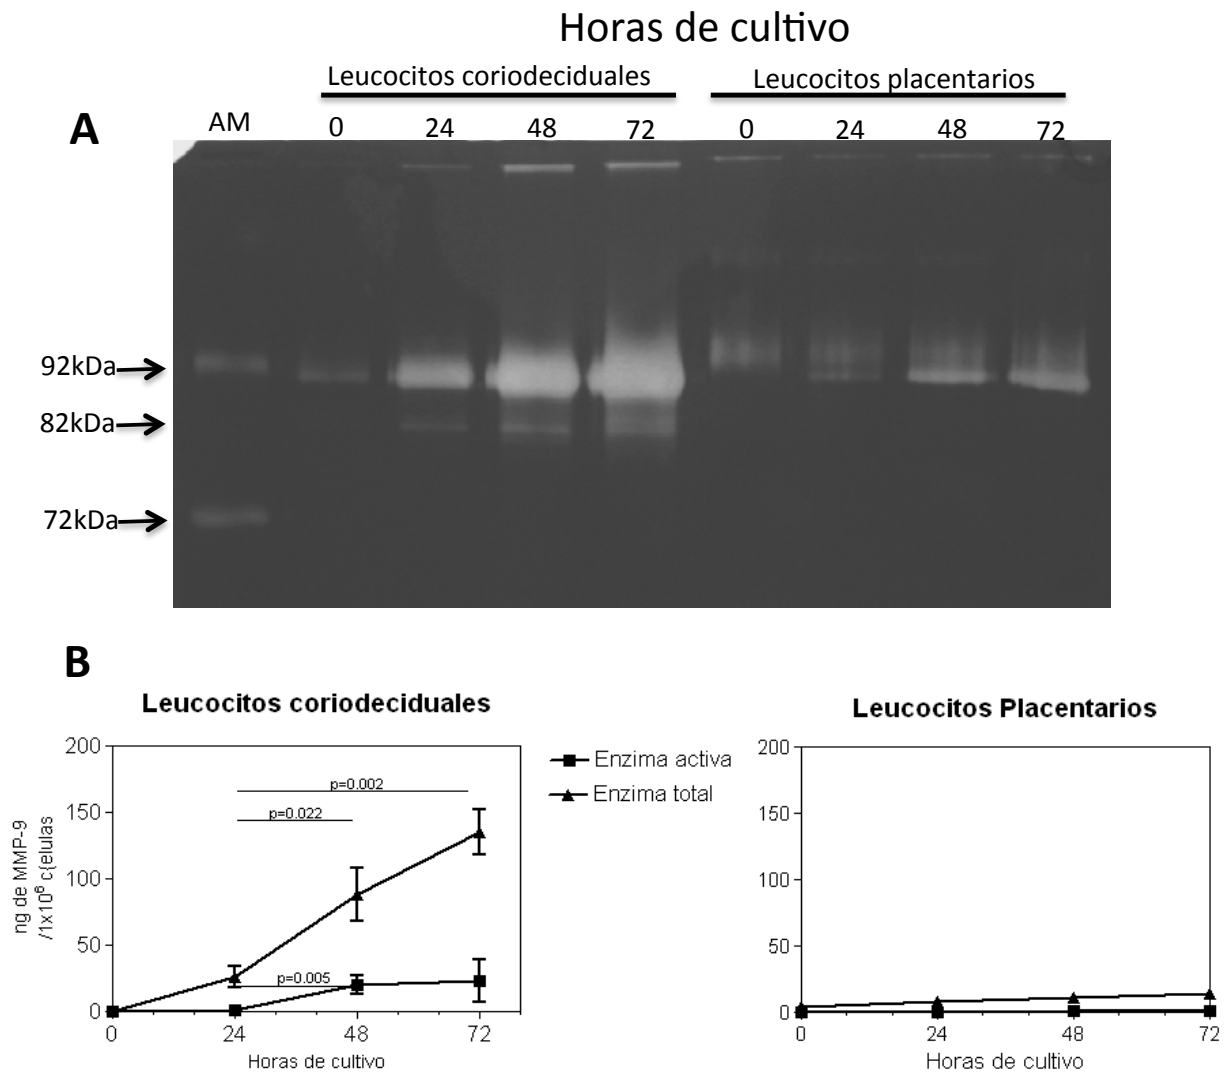 Horas de cultivo
Leucocitos coriodeciduales
Leucocitos placentarios
A
AM 0 24 48 72 0 24 48 72
92kDa
82kDa
72kDa
B
Leucocitos coriodeciduales
200
150
100
50
0
p=0.002
p=0.022
p=0.005
0 24 48 72
Horas de cultivo
ng de MMP-9
/1x10⁶ c{elulas
Enzima activa
Enzima total
Leucocitos Placentarios
200
150
100
50
0
0 24 48 72
Horas de cultivo